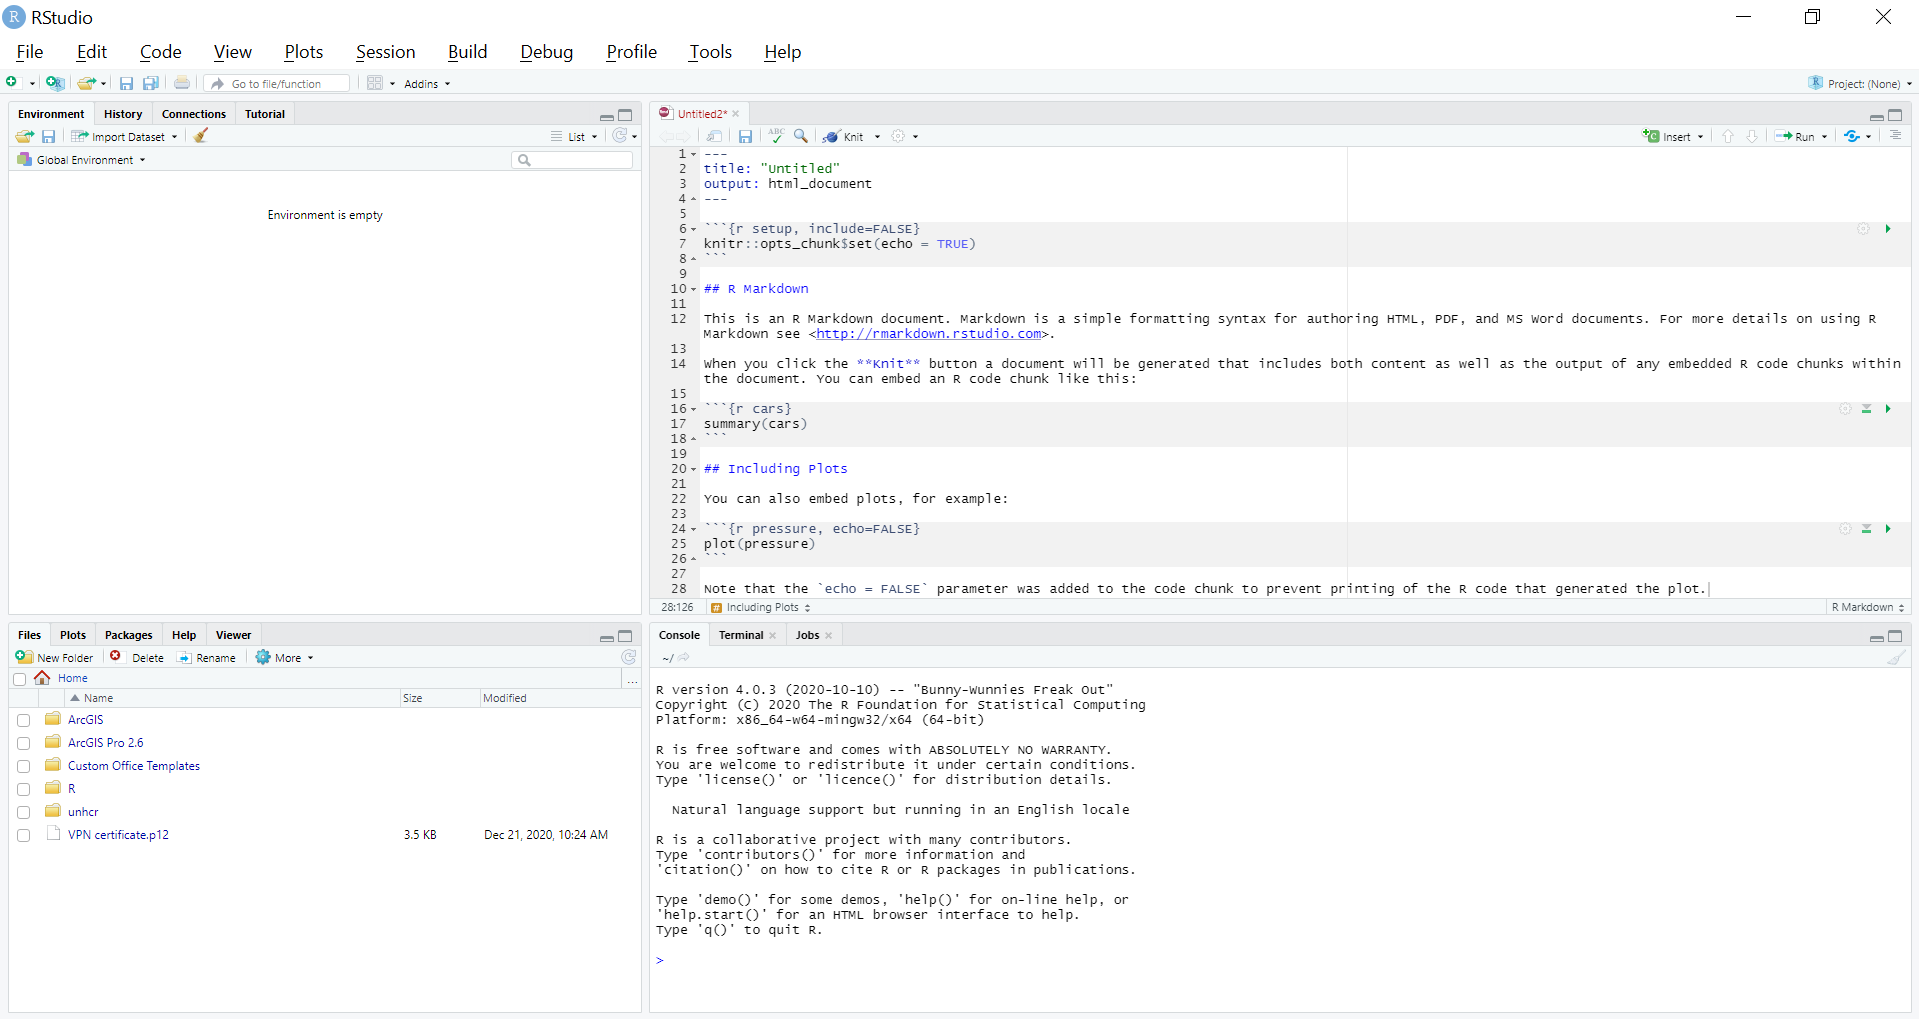 RStudio
File Edit Code View Plots Session Build Debug Profile Tools Help
Go to file/function Addins Project: (None)
Environment History Connections Tutorial
Import Dataset List
Global Environment
Environment is empty
Untitled2*
ABC Knit Insert Run
1 ---
2 title: "Untitled"
3 output: html_document
4 ---
5
6 ```{r setup, include=FALSE}
7 knitr::opts_chunk$set(echo = TRUE)
8 ```
9
10 ## R Markdown
11
12 This is an R Markdown document. Markdown is a simple formatting syntax for authoring HTML, PDF, and MS Word documents. For more details on using R
Markdown see <http://rmarkdown.rstudio.com>.
13
14 When you click the **Knit** button a document will be generated that includes both content as well as the output of any embedded R code chunks within
the document. You can embed an R code chunk like this:
15
16 ```{r cars}
17 summary(cars)
18 ```
19
20 ## Including Plots
21
22 You can also embed plots, for example:
23
24 ```{r pressure, echo=FALSE}
25 plot(pressure)
26 ```
27
28 Note that the `echo = FALSE` parameter was added to the code chunk to prevent printing of the R code that generated the plot.
28:126 # Including Plots R Markdown
Files Plots Packages Help Viewer
New Folder Delete Rename More
Home ...
Name Size Modified
ArcGIS
ArcGIS Pro 2.6
Custom Office Templates
R
unhcr
VPN certificate.p12 3.5 KB Dec 21, 2020, 10:24 AM
Console Terminal Jobs
~/
R version 4.0.3 (2020-10-10) -- "Bunny-Wunnies Freak Out"
Copyright (C) 2020 The R Foundation for Statistical Computing
Platform: x86_64-w64-mingw32/x64 (64-bit)
R is free software and comes with ABSOLUTELY NO WARRANTY.
You are welcome to redistribute it under certain conditions.
Type 'license()' or 'licence()' for distribution details.
Natural language support but running in an English locale
R is a collaborative project with many contributors.
Type 'contributors()' for more information and
'citation()' on how to cite R or R packages in publications.
Type 'demo()' for some demos, 'help()' for on-line help, or
'help.start()' for an HTML browser interface to help.
Type 'q()' to quit R.
>